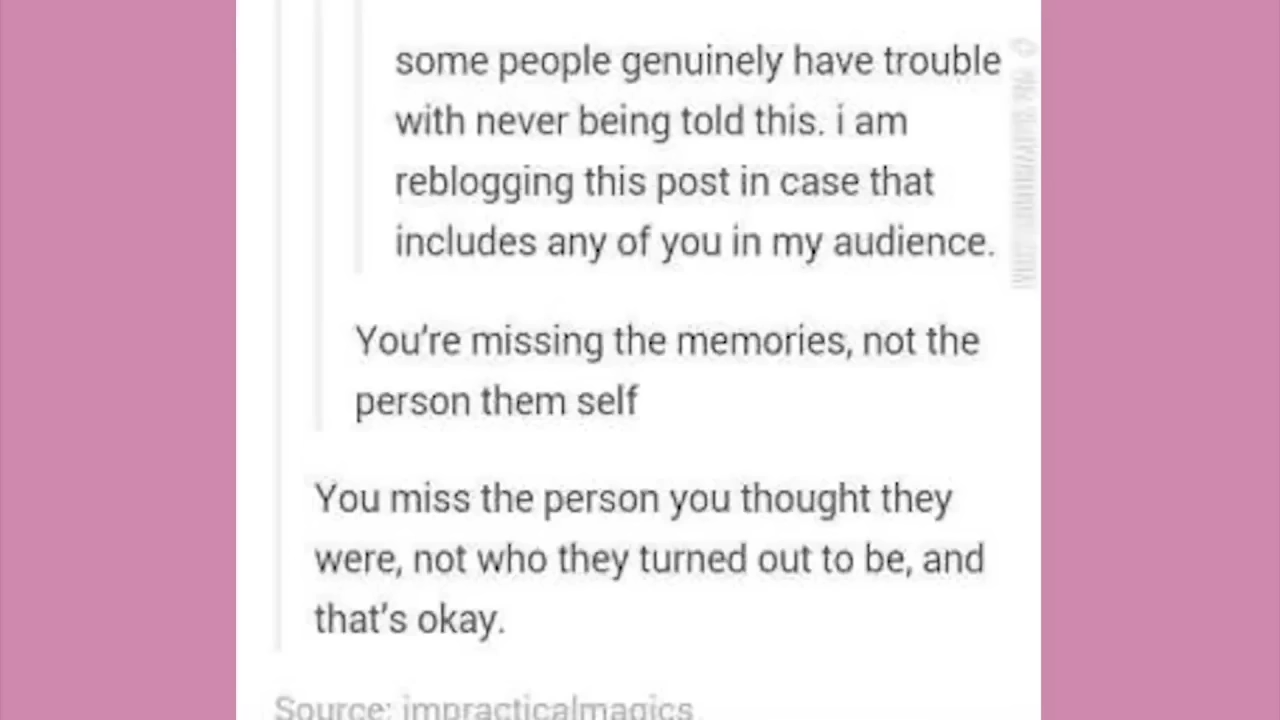 some people genuinely have trouble
with never being told this. i am
reblogging this post in case that
includes any of you in my audience.
You're missing the memories, not the
person them self
You miss the person you thought they
were, not who they turned out to be, and
that's okay.
Source: impracticalmagics